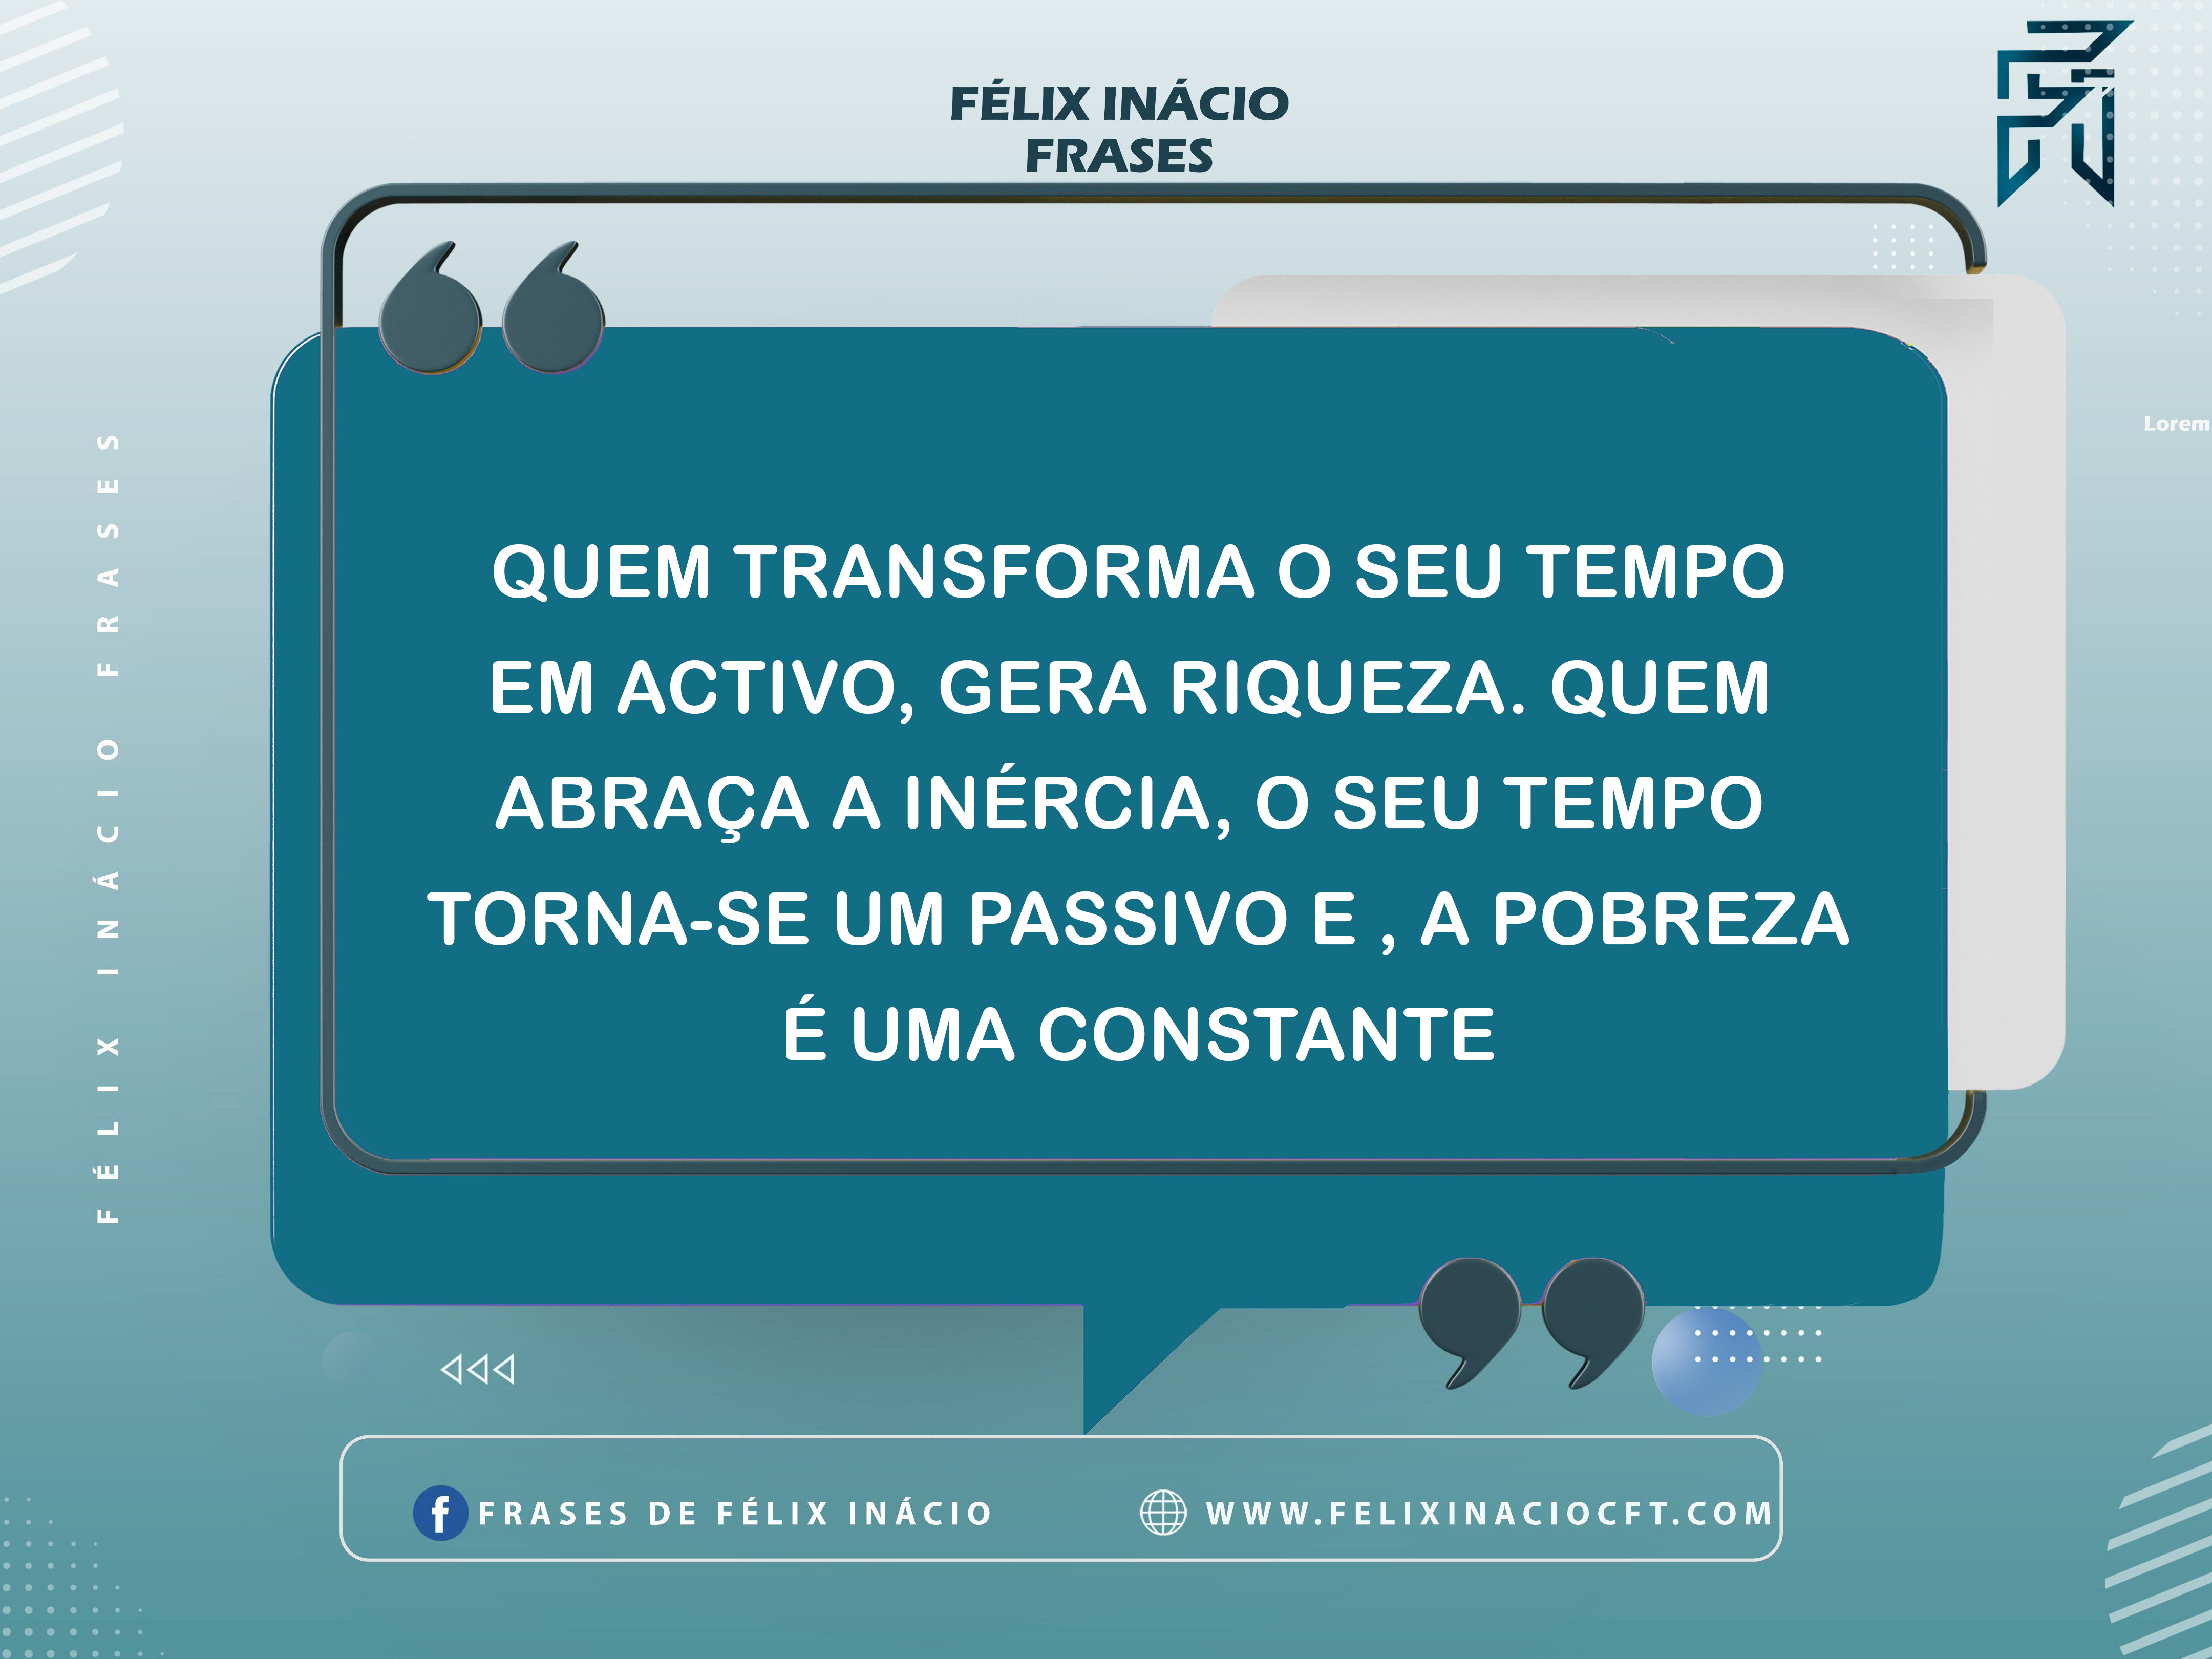 FÉLIX INÁCIO
FRASES
Lorem
FÉLIX INÁCIO FRASES
QUEM TRANSFORMA O SEU TEMPO
EM ACTIVO, GERA RIQUEZA. QUEM
ABRAÇA A INÉRCIA, O SEU TEMPO
TORNA-SE UM PASSIVO E , A POBREZA
É UMA CONSTANTE
FRASES DE FÉLIX INÁCIO
WWW.FELIXINACIOCFT.COM